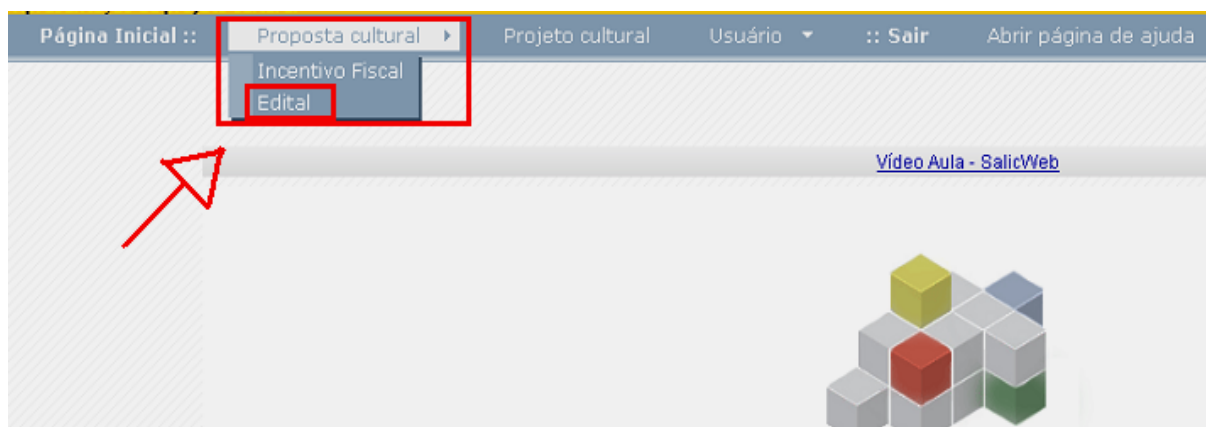 Página Inicial :: Proposta cultural Projeto cultural Usuário :: Sair Abrir página de ajuda
Incentivo Fiscal
Edital
Vídeo Aula - SalicWeb